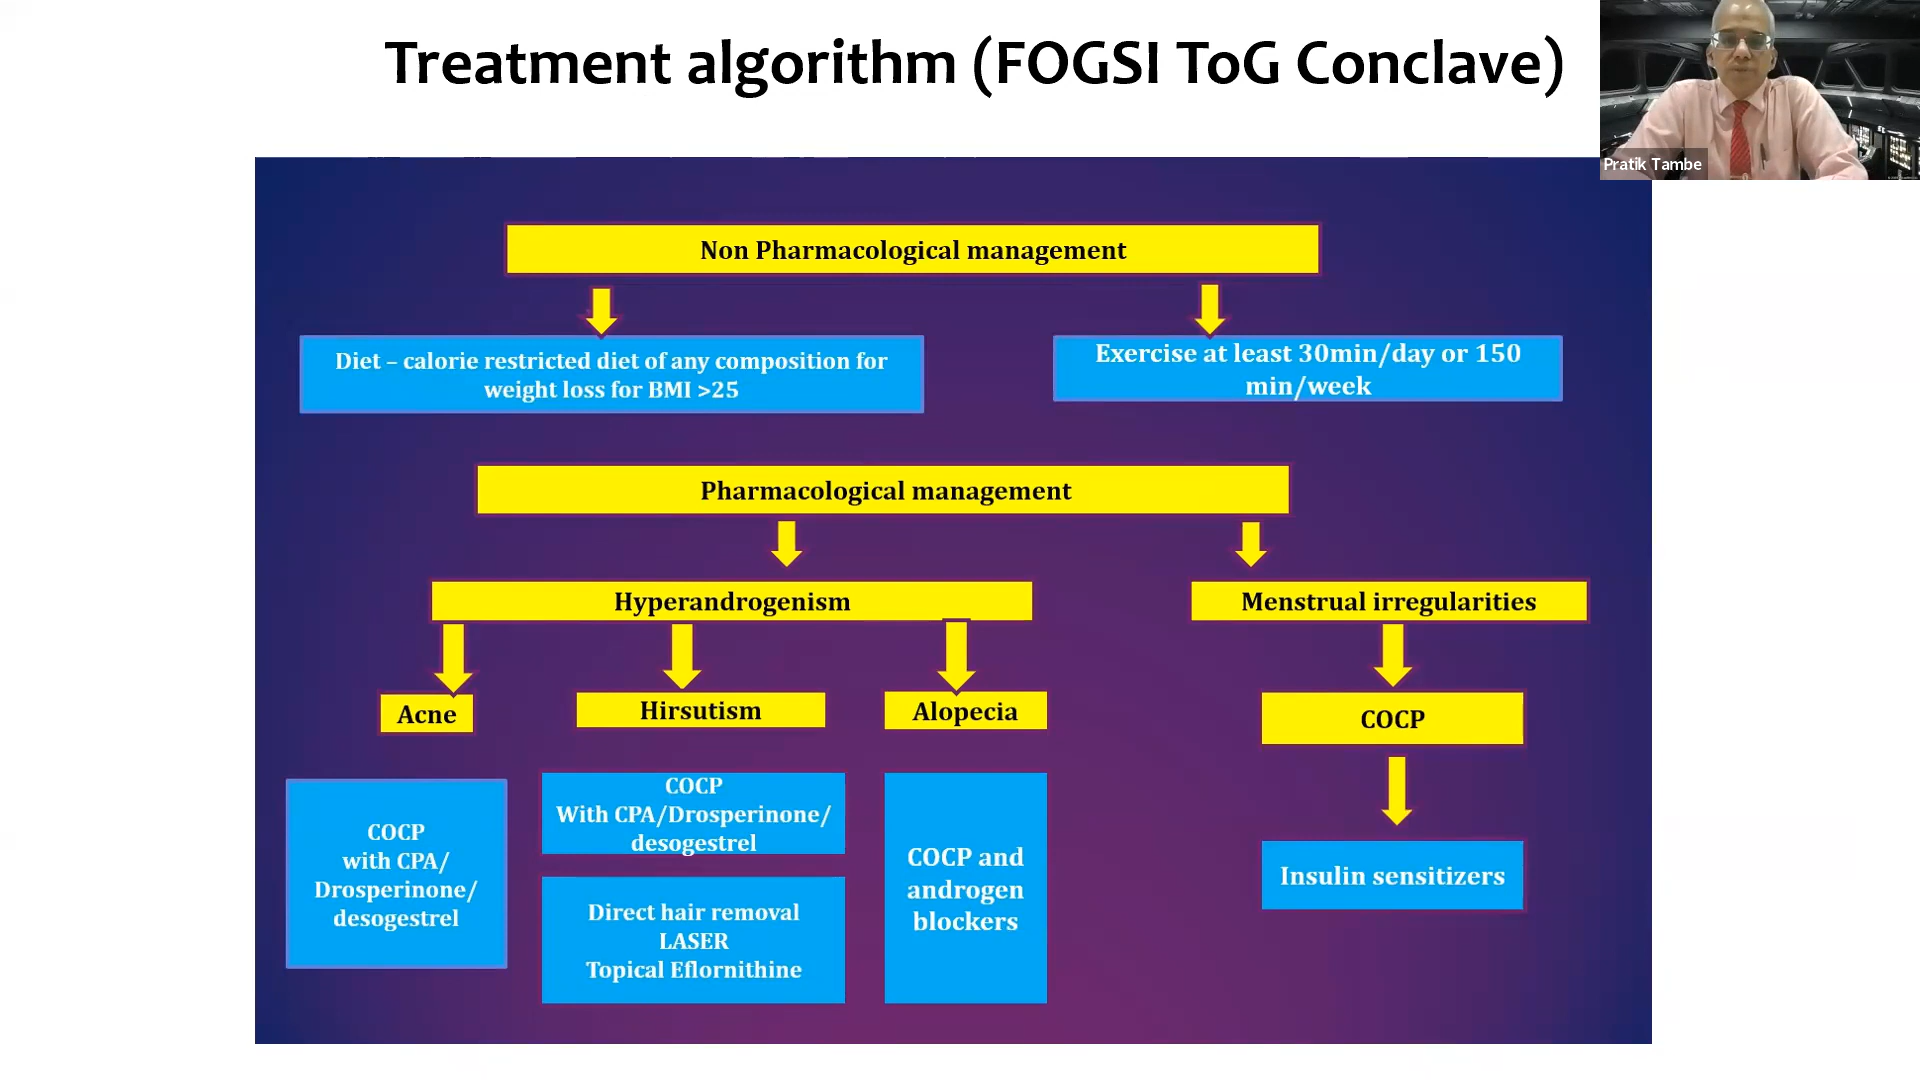 Treatment algorithm (FOGSI ToG Conclave)
Pratik Tambe
Non Pharmacological management
Diet – calorie restricted diet of any composition for
weight loss for BMI >25
Exercise at least 30min/day or 150
min/week
Pharmacological management
Hyperandrogenism
Menstrual irregularities
Acne
Hirsutism
Alopecia
COCP
COCP
with CPA/
Drosperinone/
desogestrel
COCP
With CPA/Drosperinone/
desogestrel
Direct hair removal
LASER
Topical Eflornithine
COCP and
androgen
blockers
Insulin sensitizers